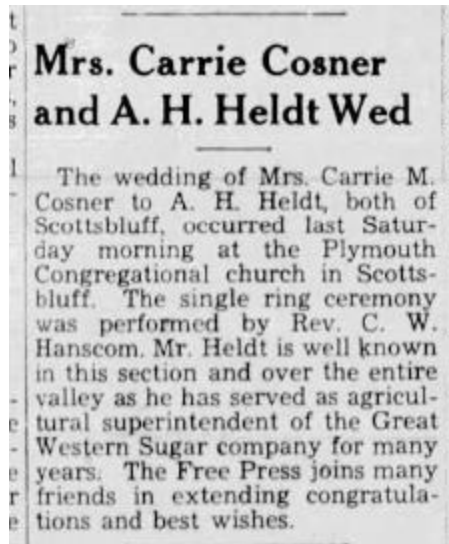 Mrs. Carrie Cosner
and A. H. Heldt Wed
The wedding of Mrs. Carrie M.
Cosner to A. H. Heldt, both of
Scottsbluff, occurred last Satur-
day morning at the Plymouth
Congregational church in Scotts-
bluff. The single ring ceremony
was performed by Rev. C. W.
Hanscom. Mr. Heldt is well known
in this section and over the entire
valley as he has served as agricul-
tural superintendent of the Great
Western Sugar company for many
years. The Free Press joins many
friends in extending congratula-
tions and best wishes.